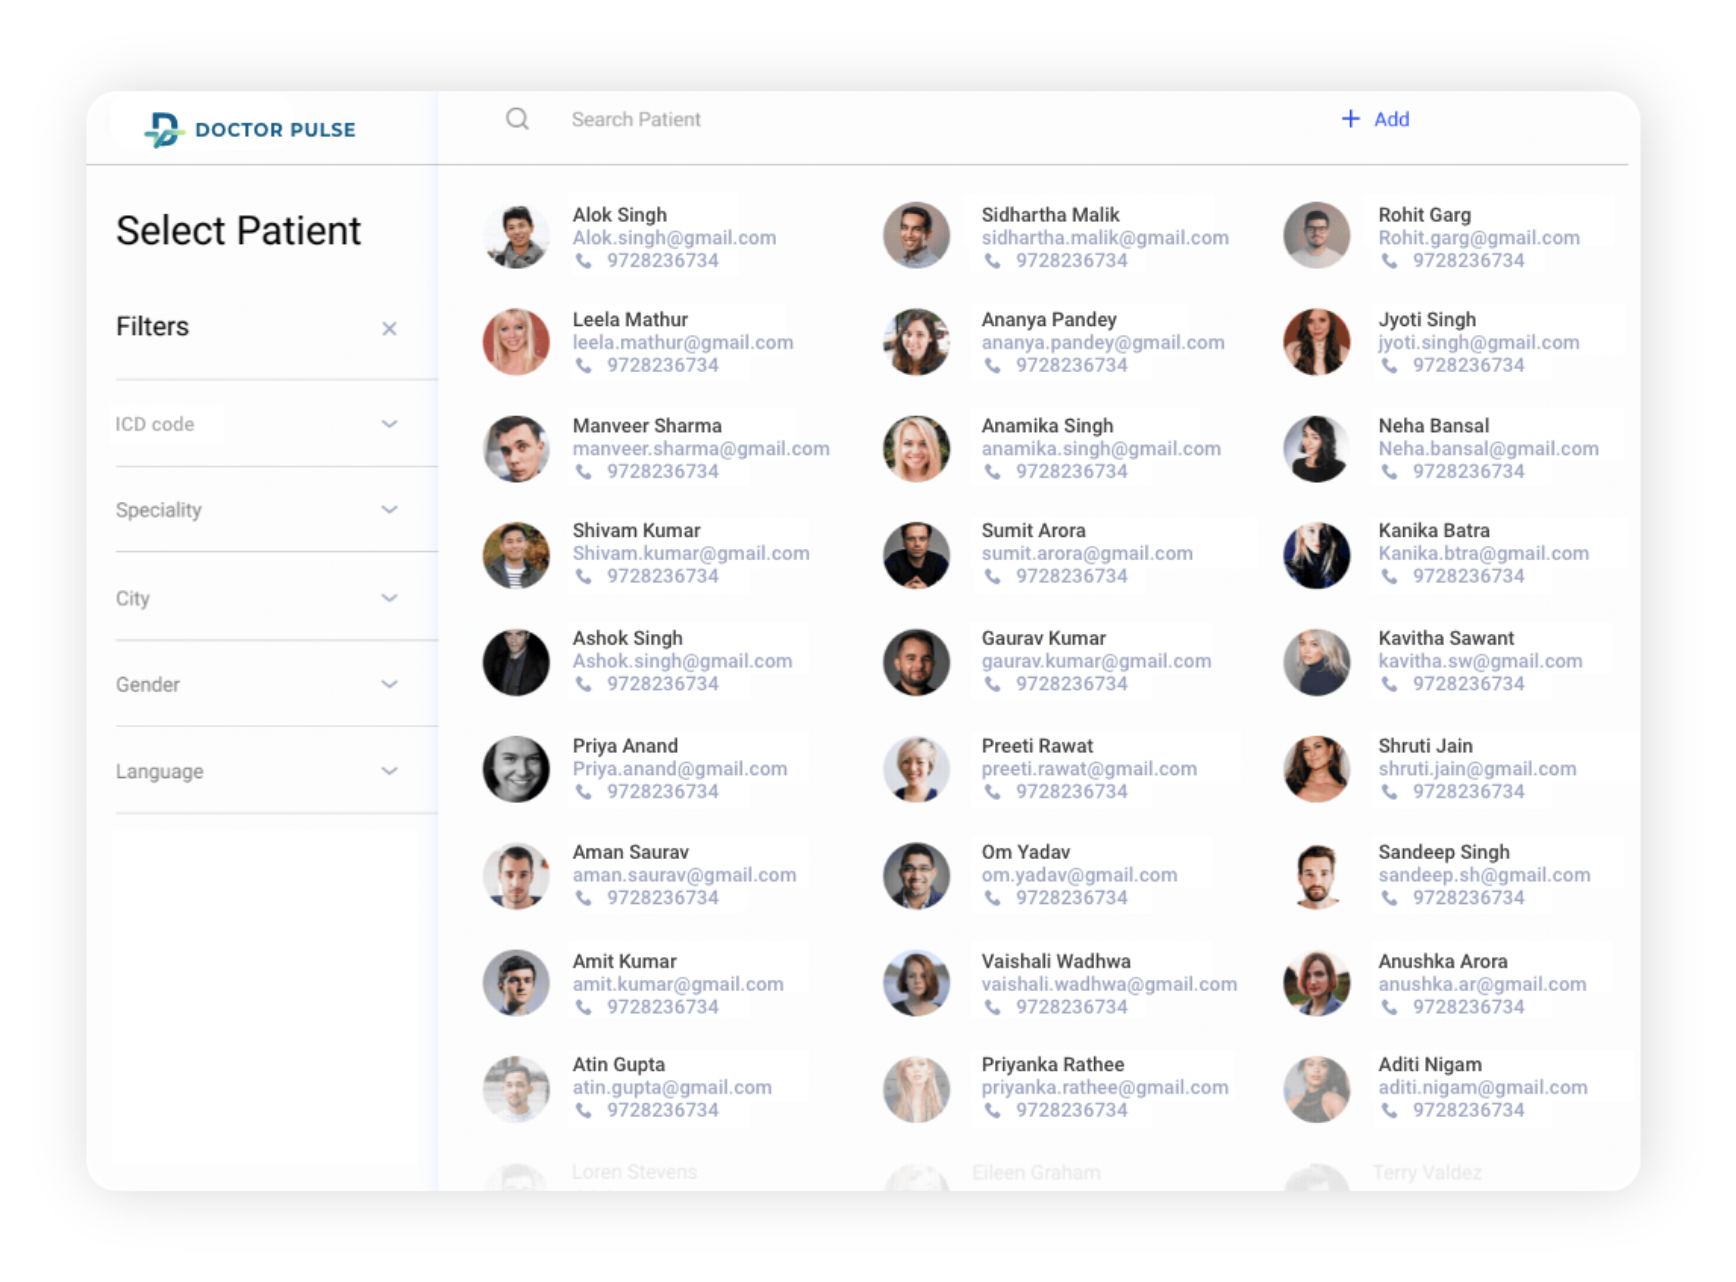 DOCTOR PULSE
Search Patient
+ Add
Select Patient
Filters
ICD code
Speciality
City
Gender
Language
Alok Singh
Alok.singh@gmail.com
9728236734
Sidhartha Malik
sidhartha.malik@gmail.com
9728236734
Rohit Garg
Rohit.garg@gmail.com
9728236734
Leela Mathur
leela.mathur@gmail.com
9728236734
Ananya Pandey
ananya.pandey@gmail.com
9728236734
Jyoti Singh
jyoti.singh@gmail.com
9728236734
Manveer Sharma
manveer.sharma@gmail.com
9728236734
Anamika Singh
anamika.singh@gmail.com
9728236734
Neha Bansal
Neha.bansal@gmail.com
9728236734
Shivam Kumar
Shivam.kumar@gmail.com
9728236734
Sumit Arora
sumit.arora@gmail.com
9728236734
Kanika Batra
Kanika.btra@gmail.com
9728236734
Ashok Singh
Ashok.singh@gmail.com
9728236734
Gaurav Kumar
gaurav.kumar@gmail.com
9728236734
Kavitha Sawant
kavitha.sw@gmail.com
9728236734
Priya Anand
Priya.anand@gmail.com
9728236734
Preeti Rawat
preeti.rawat@gmail.com
9728236734
Shruti Jain
shruti.jain@gmail.com
9728236734
Aman Saurav
aman.saurav@gmail.com
9728236734
Om Yadav
om.yadav@gmail.com
9728236734
Sandeep Singh
sandeep.sh@gmail.com
9728236734
Amit Kumar
amit.kumar@gmail.com
9728236734
Vaishali Wadhwa
vaishali.wadhwa@gmail.com
9728236734
Anushka Arora
anushka.ar@gmail.com
9728236734
Atin Gupta
atin.gupta@gmail.com
9728236734
Priyanka Rathee
priyanka.rathee@gmail.com
9728236734
Aditi Nigam
aditi.nigam@gmail.com
9728236734
Loren Stevens
Eileen Graham
Terry Valdez